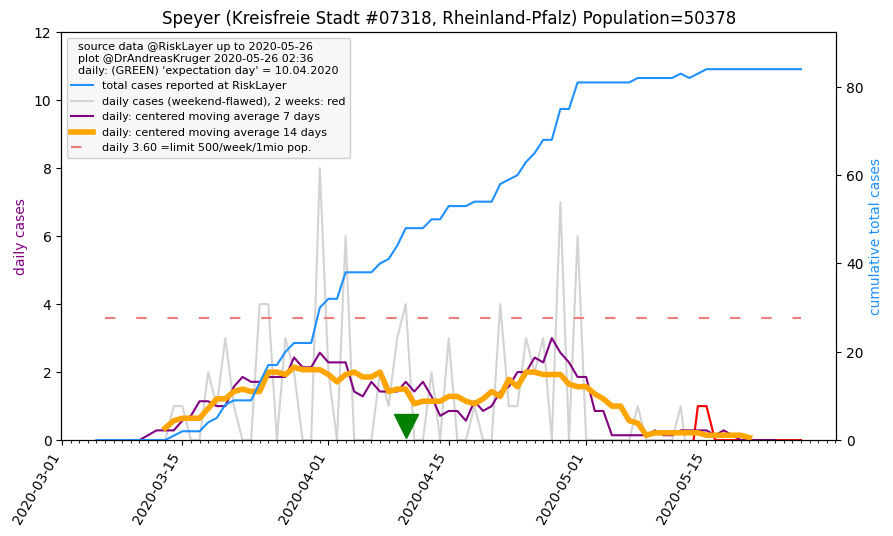 Speyer (Kreisfreie Stadt #07318, Rheinland-Pfalz) Population=50378
source data @RiskLayer up to 2020-05-26
plot @DrAndreasKruger 2020-05-26 02:36
daily: (GREEN) 'expectation day' = 10.04.2020
total cases reported at RiskLayer
daily cases (weekend-flawed), 2 weeks: red
daily: centered moving average 7 days
daily: centered moving average 14 days
daily 3.60 =limit 500/week/1mio pop.
daily cases
12
10
8
6
4
2
0
cumulative total cases
80
60
40
20
0
2020-03-01
2020-03-15
2020-04-01
2020-04-15
2020-05-01
2020-05-15